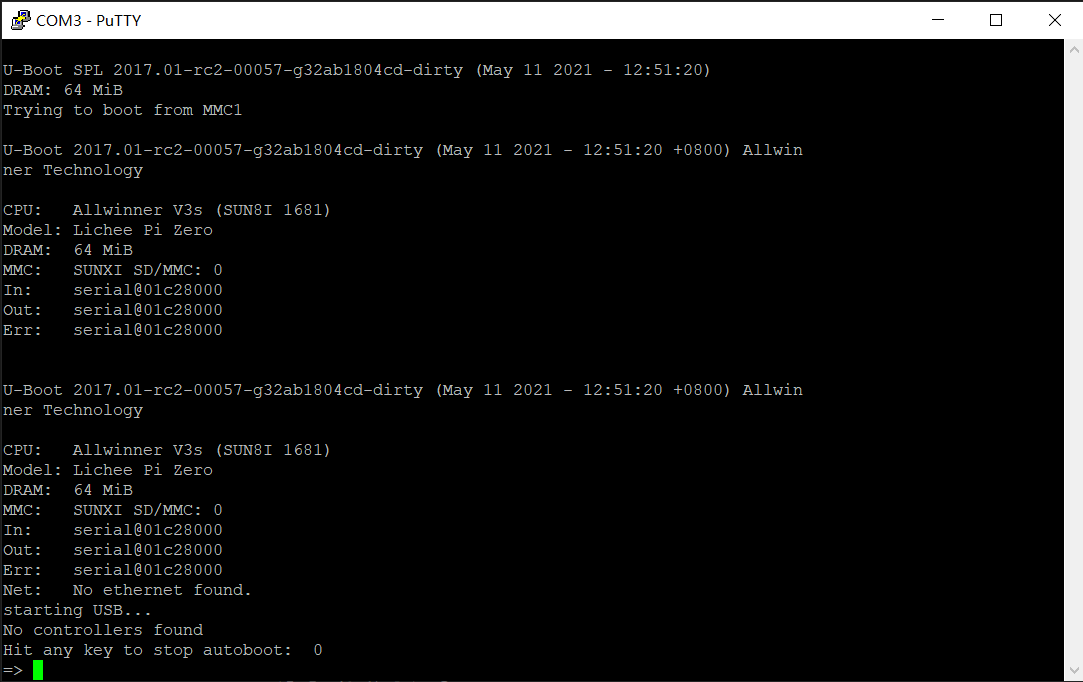 COM3 - PuTTY
U-Boot SPL 2017.01-rc2-00057-g32ab1804cd-dirty (May 11 2021 - 12:51:20)
DRAM: 64 MiB
Trying to boot from MMC1
U-Boot 2017.01-rc2-00057-g32ab1804cd-dirty (May 11 2021 - 12:51:20 +0800) Allwin
ner Technology
CPU:   Allwinner V3s (SUN8I 1681)
Model: Lichee Pi Zero
DRAM:  64 MiB
MMC:   SUNXI SD/MMC: 0
In:    serial@01c28000
Out:   serial@01c28000
Err:   serial@01c28000
U-Boot 2017.01-rc2-00057-g32ab1804cd-dirty (May 11 2021 - 12:51:20 +0800) Allwin
ner Technology
CPU:   Allwinner V3s (SUN8I 1681)
Model: Lichee Pi Zero
DRAM:  64 MiB
MMC:   SUNXI SD/MMC: 0
In:    serial@01c28000
Out:   serial@01c28000
Err:   serial@01c28000
Net:   No ethernet found.
starting USB...
No controllers found
Hit any key to stop autoboot:  0
=>